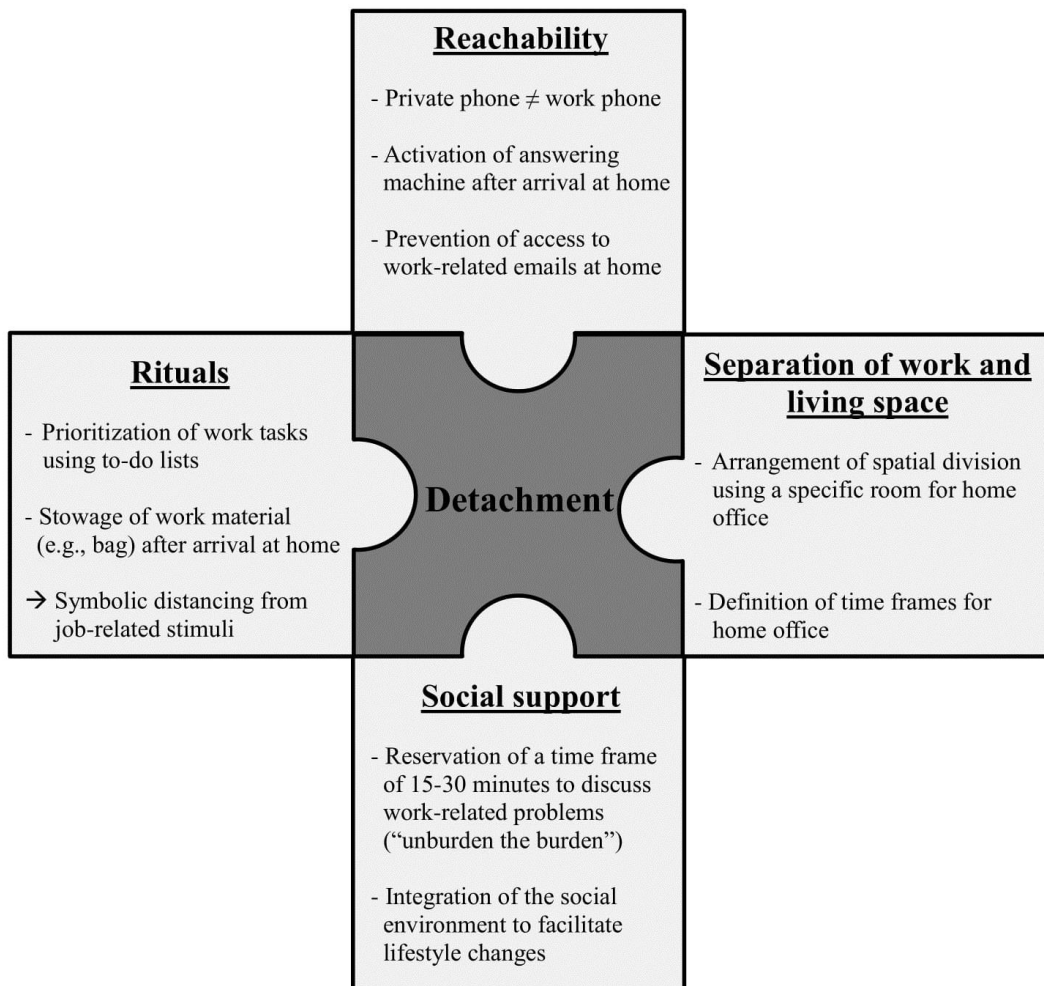 Reachability
- Private phone ≠ work phone
- Activation of answering
machine after arrival at home
- Prevention of access to
work-related emails at home
Rituals
- Prioritization of work tasks
using to-do lists
- Stowage of work material
(e.g., bag) after arrival at home
→ Symbolic distancing from
job-related stimuli
Detachment
Separation of work and
living space
- Arrangement of spatial division
using a specific room for home
office
- Definition of time frames for
home office
Social support
- Reservation of a time frame
of 15-30 minutes to discuss
work-related problems
(“unburden the burden”)
- Integration of the social
environment to facilitate
lifestyle changes